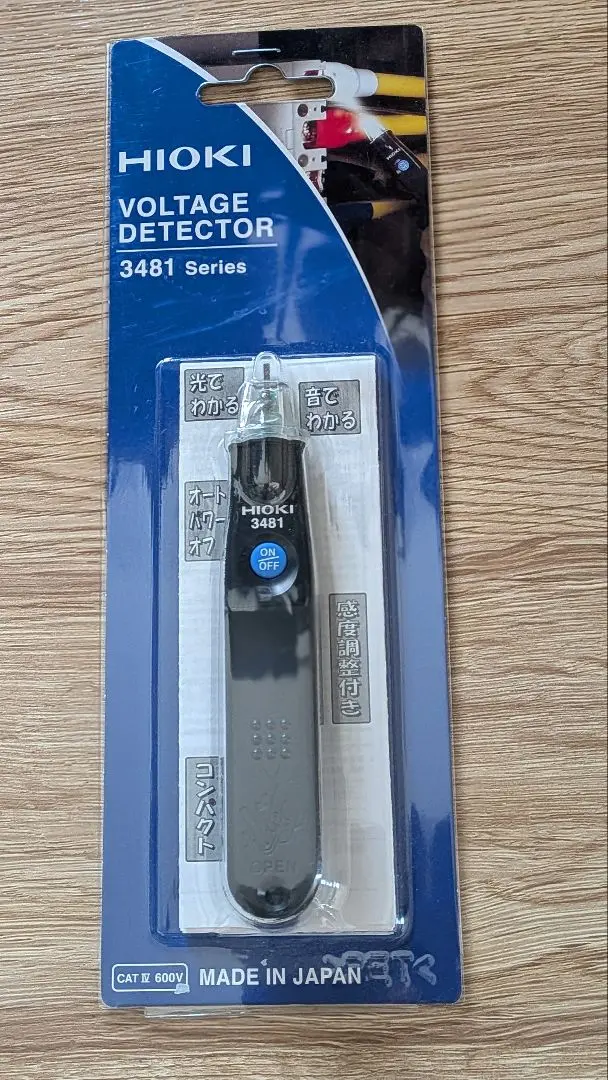 HIOKI
VOLTAGE
DETECTOR
3481 Series
光で
わかる
音で
わかる
オート
パワー
オフ
HIOKI
3481
ON
OFF
感度調整付き
コンパクト
OPEN
CAT Ⅳ 600V
MADE IN JAPAN